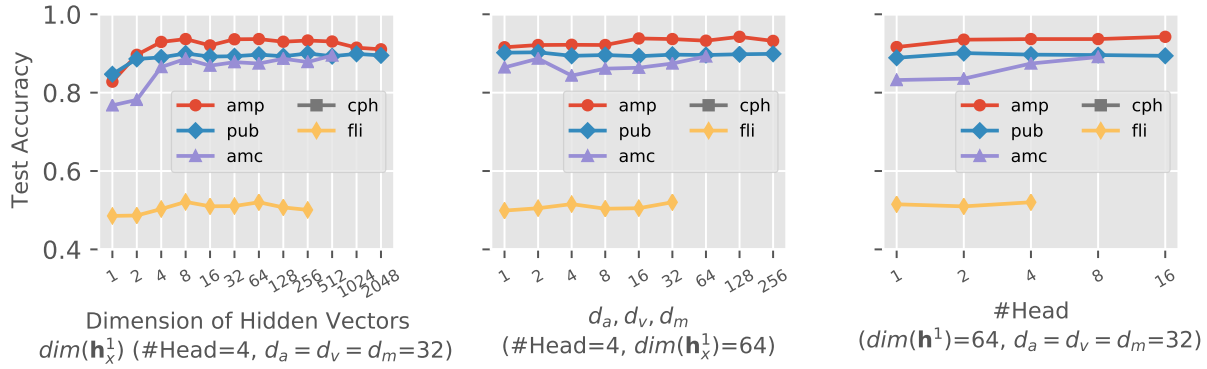 1.0
0.8
0.6
0.4
Test Accuracy
amp
pub
amc
cph
fli
1 2 4 8 16 32 64 128 256 512 1024 2048
Dimension of Hidden Vectors
dim(h¹ₓ) (#Head=4, dₐ = dᵥ = dₘ=32)
amp
pub
amc
cph
fli
1 2 4 8 16 32 64 128 256
dₐ, dᵥ, dₘ
(#Head=4, dim(h¹ₓ)=64)
amp
pub
amc
cph
fli
1 2 4 8 16
#Head
(dim(h¹)=64, dₐ = dᵥ = dₘ=32)